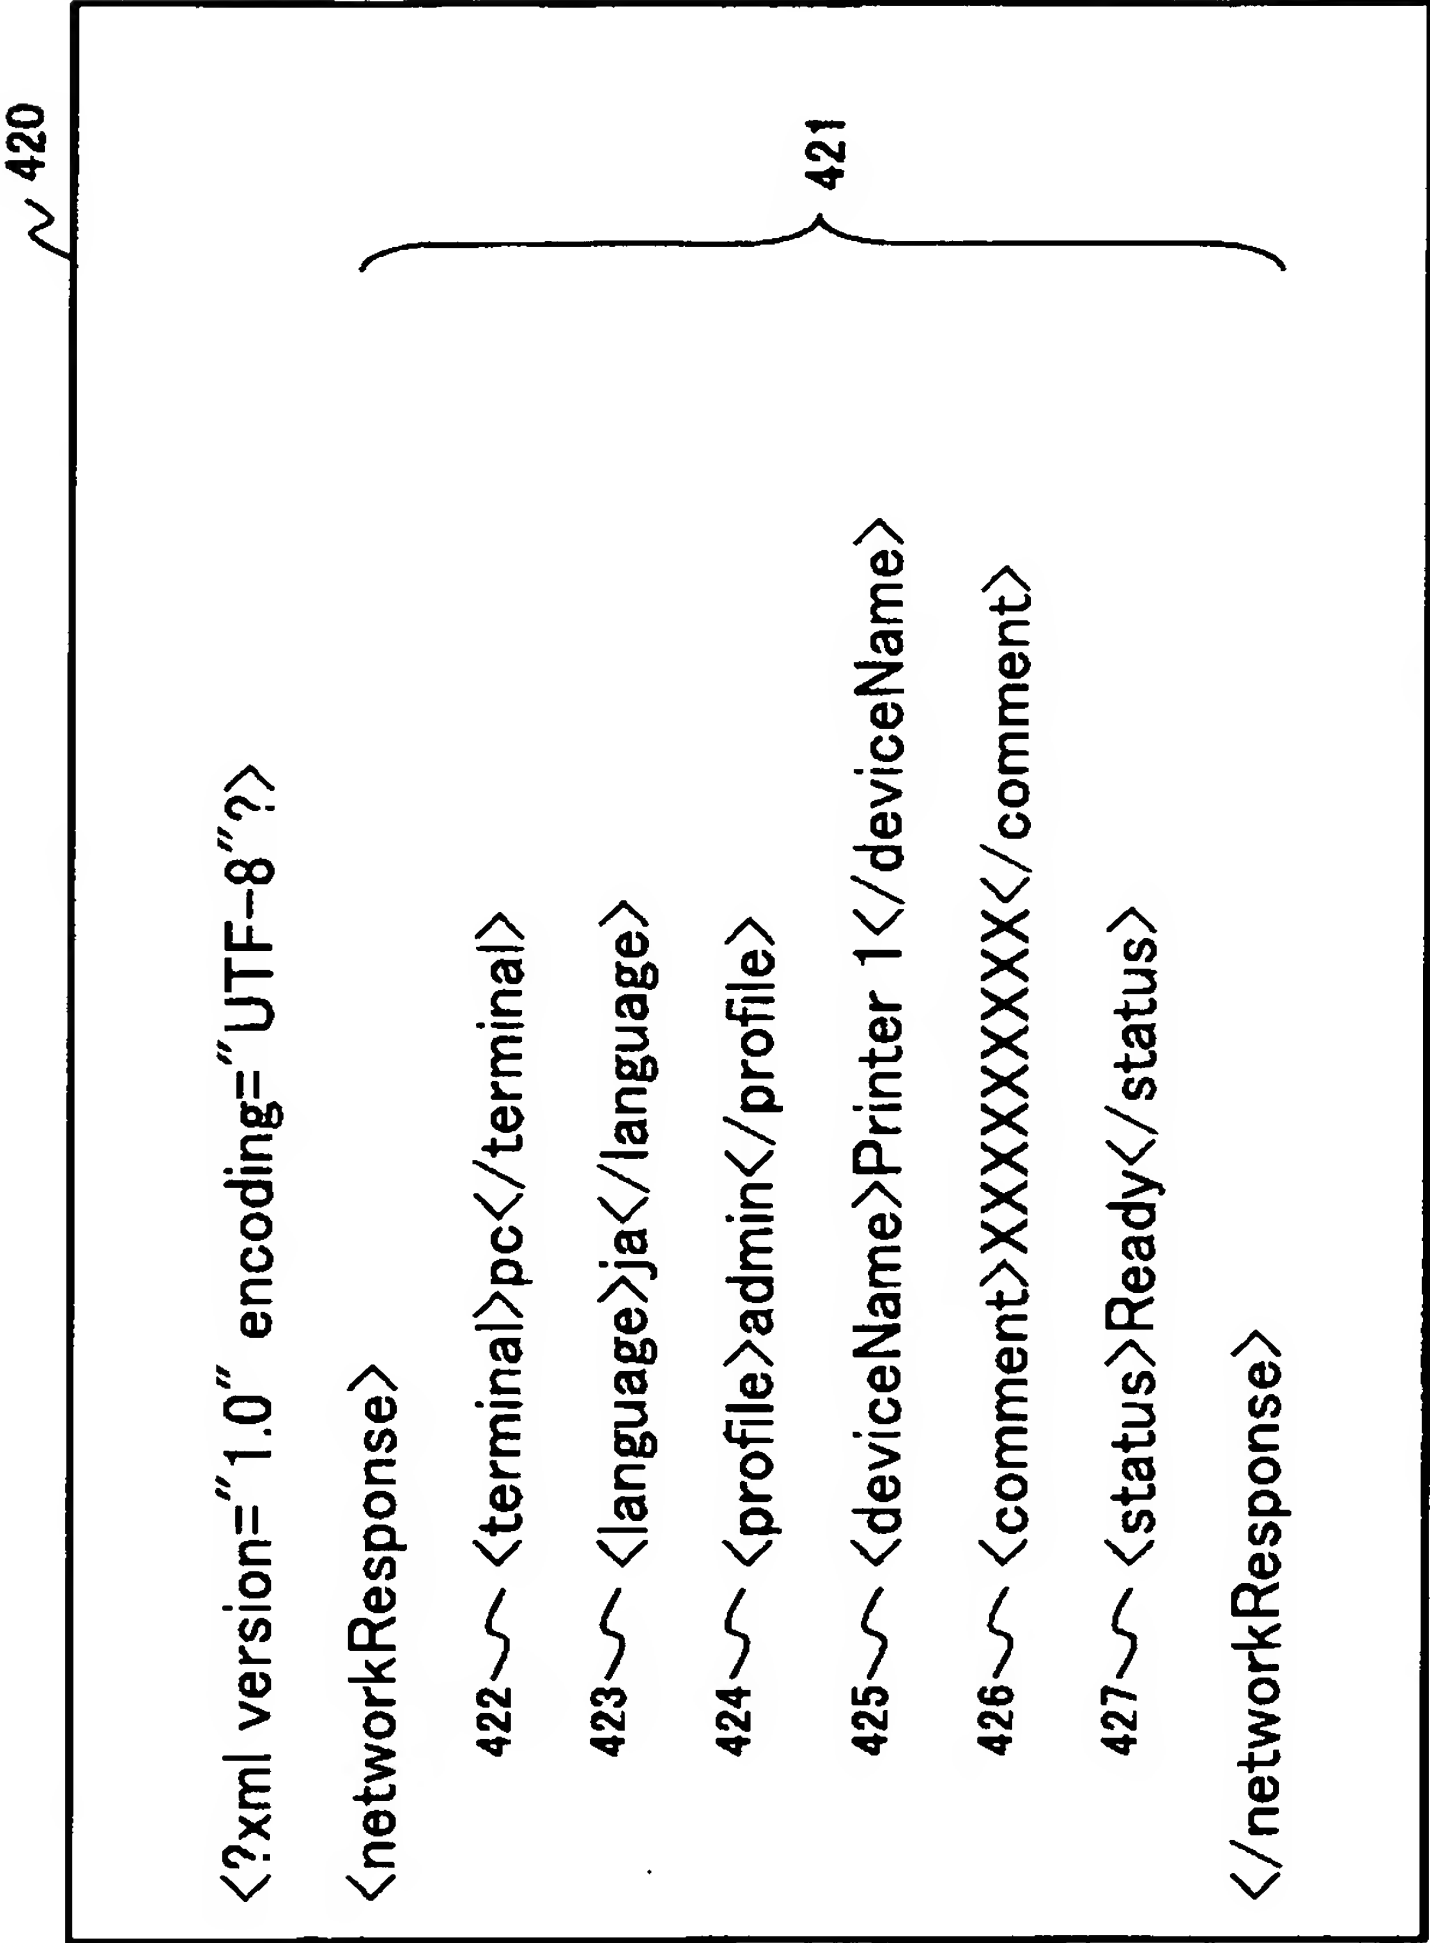 420
<?xml version="1.0" encoding="UTF-8"?>
<networkResponse>
422 <terminal>pc</terminal>
423 <language>ja</language>
424 <profile>admin</profile>
425 <deviceName>Printer 1</deviceName>
426 <comment>XXXXXXXXX</comment>
427 <status>Ready</status>
</networkResponse>
421